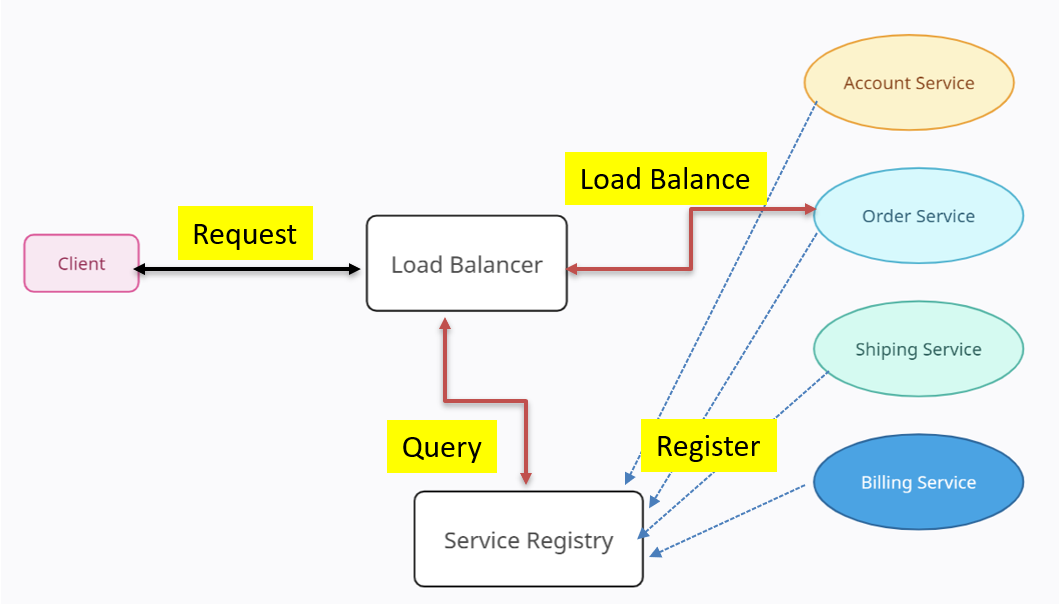 Account Service
Load Balance
Order Service
Request
Client
Load Balancer
Shiping Service
Query
Register
Billing Service
Service Registry